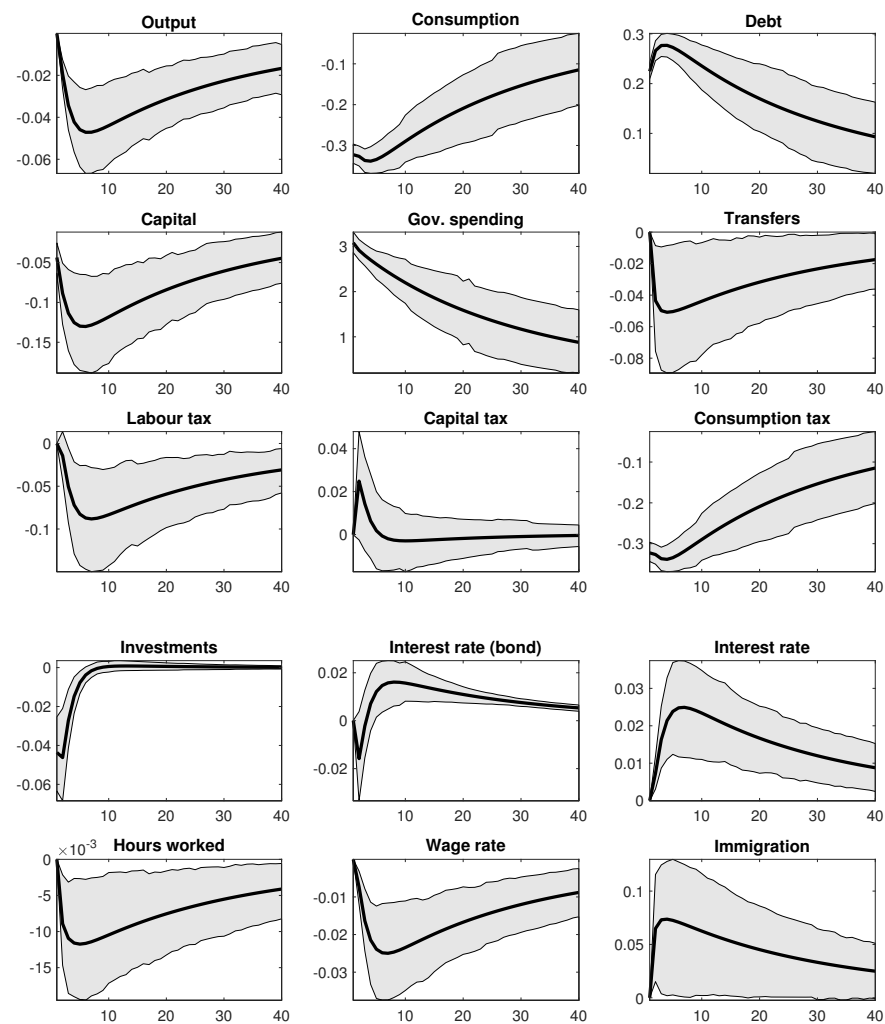 Output
-0.02
-0.04
-0.06
10 20 30 40
Consumption
-0.1
-0.2
-0.3
10 20 30 40
Debt
0.3
0.2
0.1
10 20 30 40
Capital
-0.05
-0.1
-0.15
10 20 30 40
Gov. spending
3
2
1
10 20 30 40
Transfers
0
-0.02
-0.04
-0.06
-0.08
10 20 30 40
Labour tax
0
-0.05
-0.1
10 20 30 40
Capital tax
0.04
0.02
0
10 20 30 40
Consumption tax
-0.1
-0.2
-0.3
10 20 30 40
Investments
0
-0.02
-0.04
-0.06
10 20 30 40
Interest rate (bond)
0.02
0
-0.02
10 20 30 40
Interest rate
0.03
0.02
0.01
0
10 20 30 40
Hours worked
×10⁻³
0
-5
-10
-15
10 20 30 40
Wage rate
-0.01
-0.02
-0.03
10 20 30 40
Immigration
0.1
0.05
0
10 20 30 40